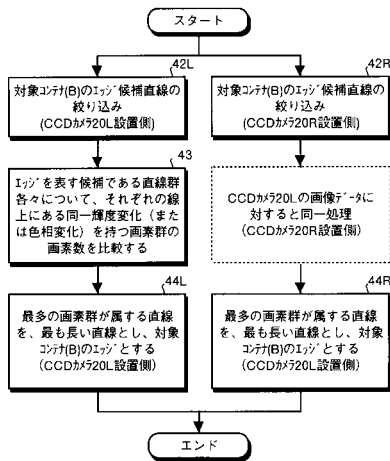 スタート
42L
対象コンテナ(B)のエッジ候補直線の
絞り込み
(CCDカメラ20L設置側)
42R
対象コンテナ(B)のエッジ候補直線の
絞り込み
(CCDカメラ20R設置側)
43
エッジを表す候補である直線群
各々について、それぞれの線
上にある同一輝度変化(また
は色相変化)を持つ画素群の
画素数を比較する
CCDカメラ20Lの画像データに
対すると同一処理
(CCDカメラ20R設置側)
44L
最多の画素群が属する直線
を、最も長い直線とし、対象
コンテナ(B)のエッジとする
(CCDカメラ20L設置側)
44R
最多の画素群が属する直線
を、最も長い直線とし、対象
コンテナ(B)のエッジとする
(CCDカメラ20L設置側)
エンド